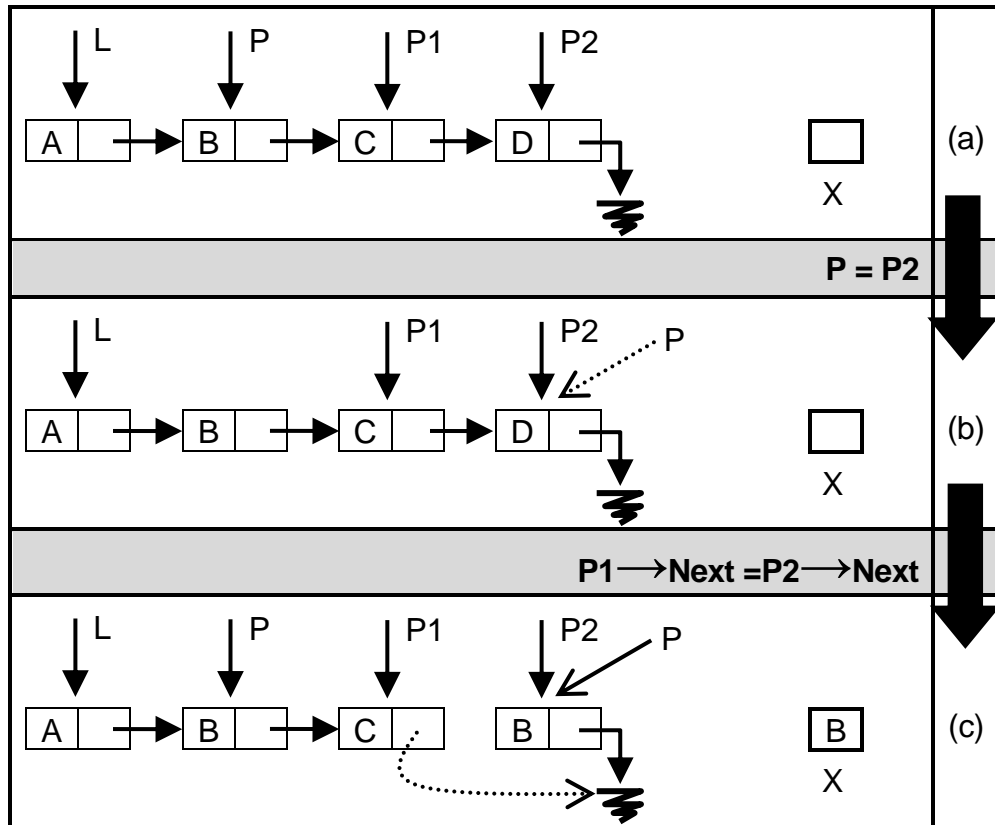 L P P1 P2
A B C D (a)
X
P = P2
L P1 P2 P
A B C D (b)
X
P1→Next =P2→Next
L P P1 P2 P
A B C B B (c)
X